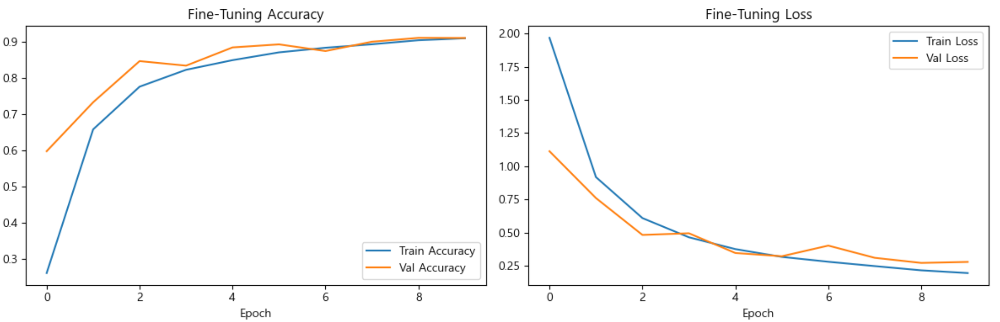 Fine-Tuning Accuracy
0.9
0.8
0.7
0.6
0.5
0.4
0.3
Train Accuracy
Val Accuracy
0 2 4 6 8
Epoch
Fine-Tuning Loss
2.00
1.75
1.50
1.25
1.00
0.75
0.50
0.25
Train Loss
Val Loss
0 2 4 6 8
Epoch